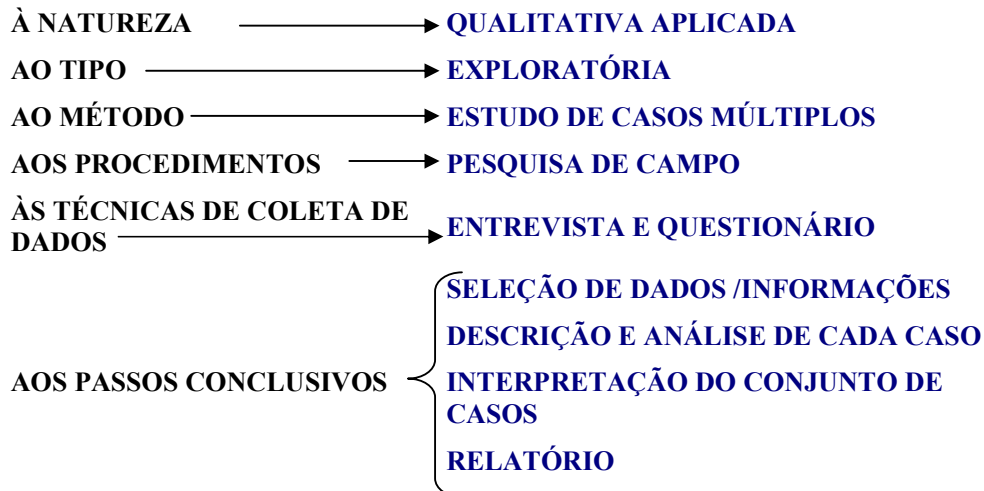 À NATUREZA QUALITATIVA APLICADA
AO TIPO EXPLORATÓRIA
AO MÉTODO ESTUDO DE CASOS MÚLTIPLOS
AOS PROCEDIMENTOS PESQUISA DE CAMPO
ÀS TÉCNICAS DE COLETA DE
DADOS ENTREVISTA E QUESTIONÁRIO
AOS PASSOS CONCLUSIVOS
SELEÇÃO DE DADOS /INFORMAÇÕES
DESCRIÇÃO E ANÁLISE DE CADA CASO
INTERPRETAÇÃO DO CONJUNTO DE
CASOS
RELATÓRIO